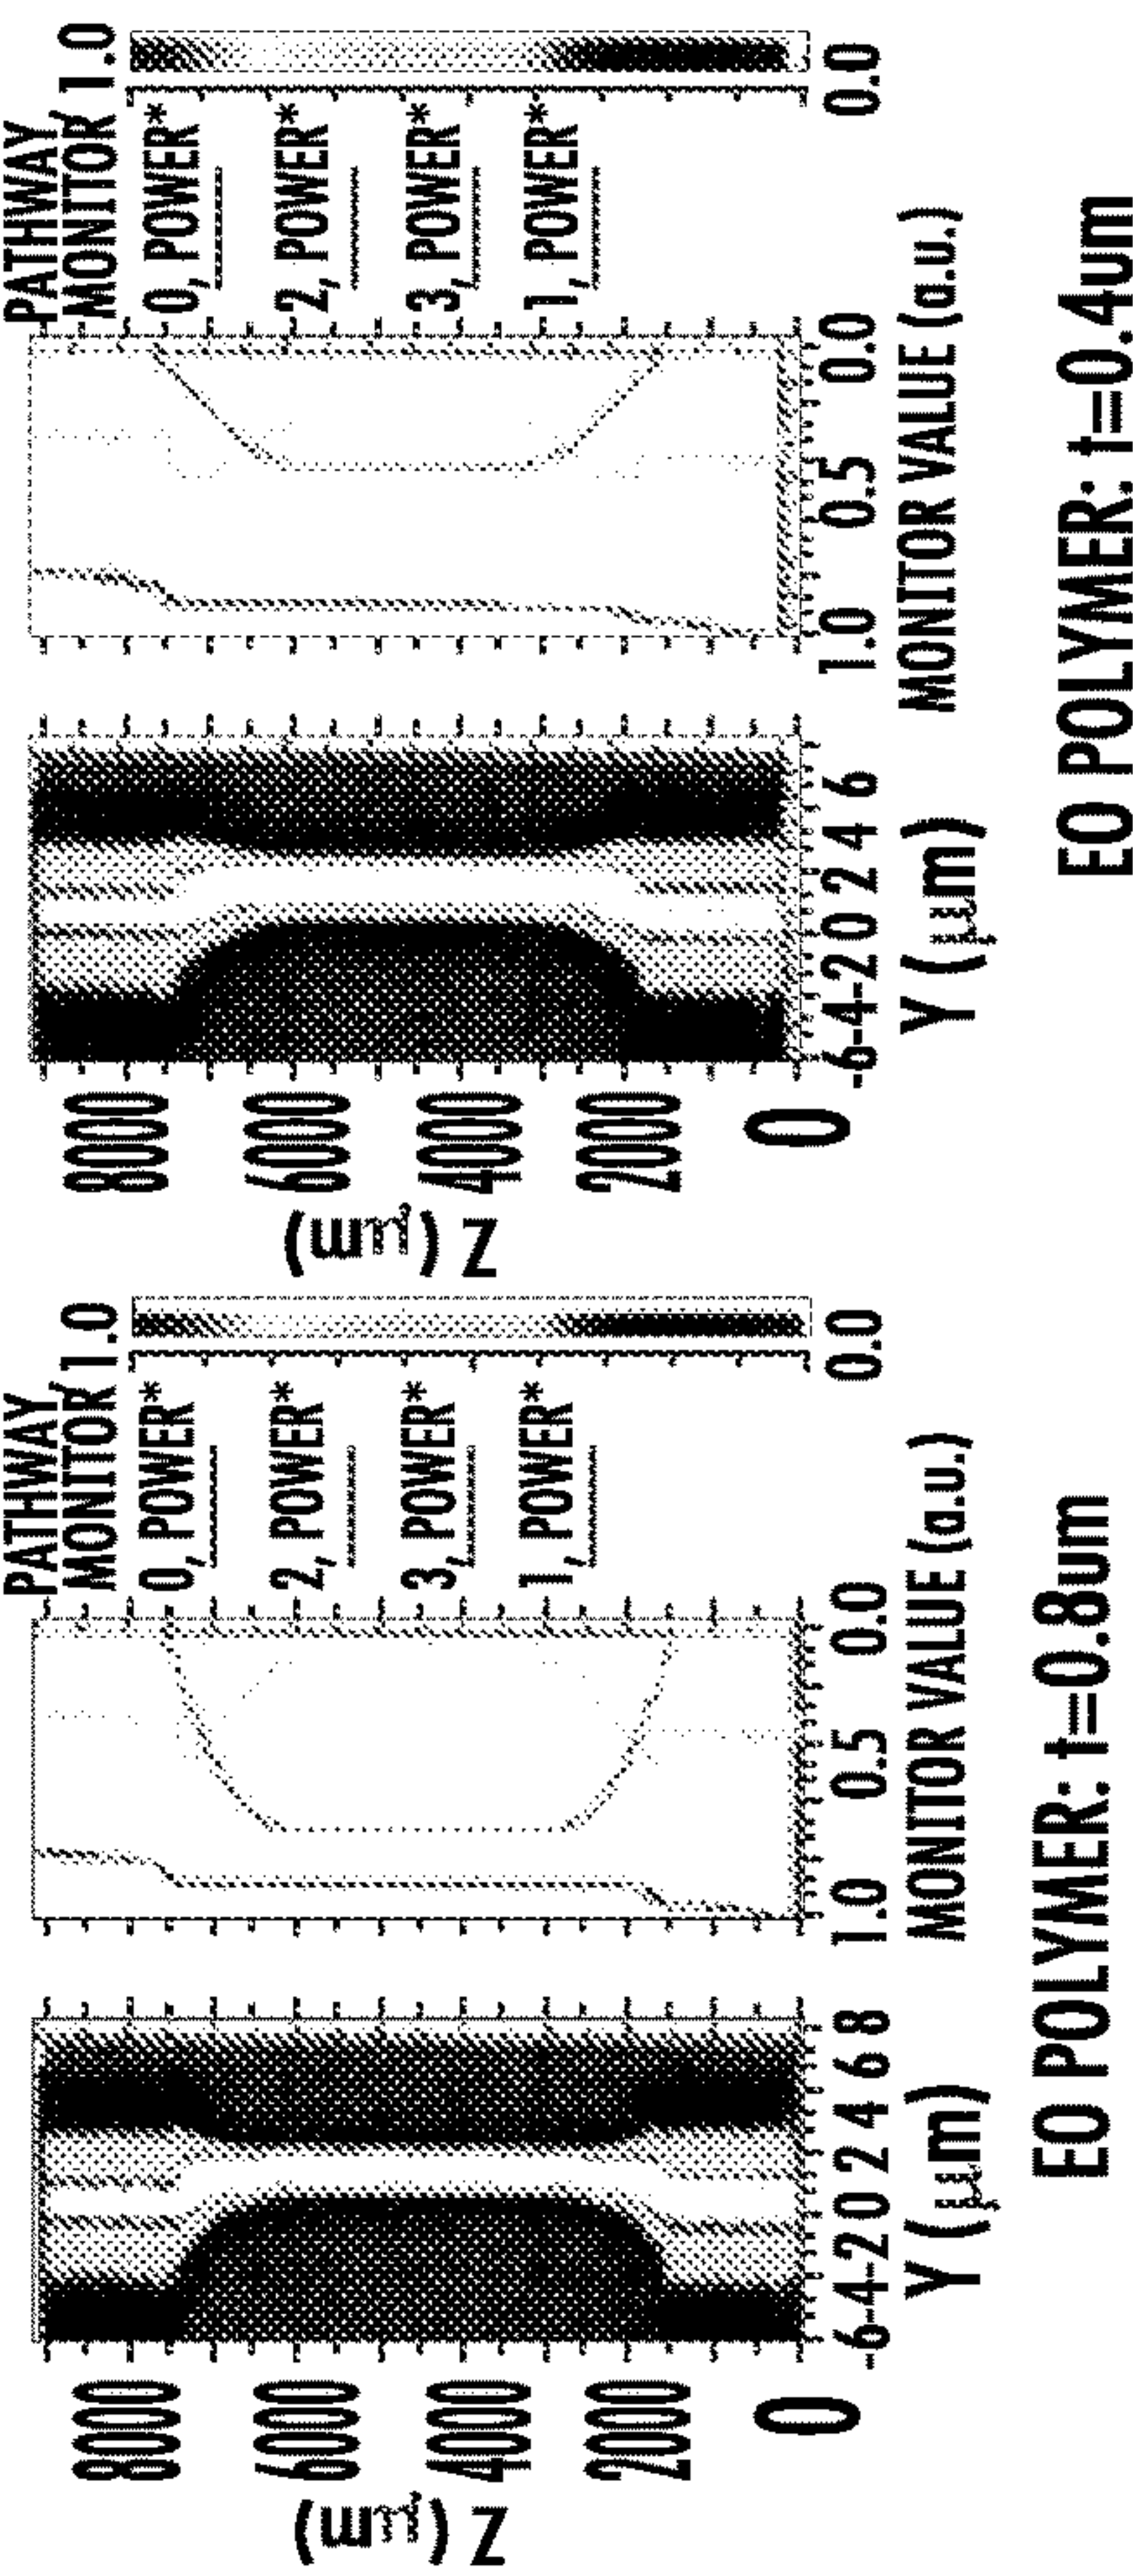 PATHWAY,
MONITOR, 1.0
0, POWER*
2, POWER*
3, POWER*
1, POWER*
0.0
Z (μm)
8000
6000
4000
2000
0
-6-4-2 0 2 4 6 8
Y (μm)
1.0 0.5 0.0
MONITOR VALUE (a.u.)
EO POLYMER: t=0.8um
PATHWAY,
MONITOR, 1.0
0, POWER*
2, POWER*
3, POWER*
1, POWER*
0.0
Z (μm)
8000
6000
4000
2000
0
-6-4-2 0 2 4 6
Y (μm)
1.0 0.5 0.0
MONITOR VALUE (a.u.)
EO POLYMER: t=0.4um